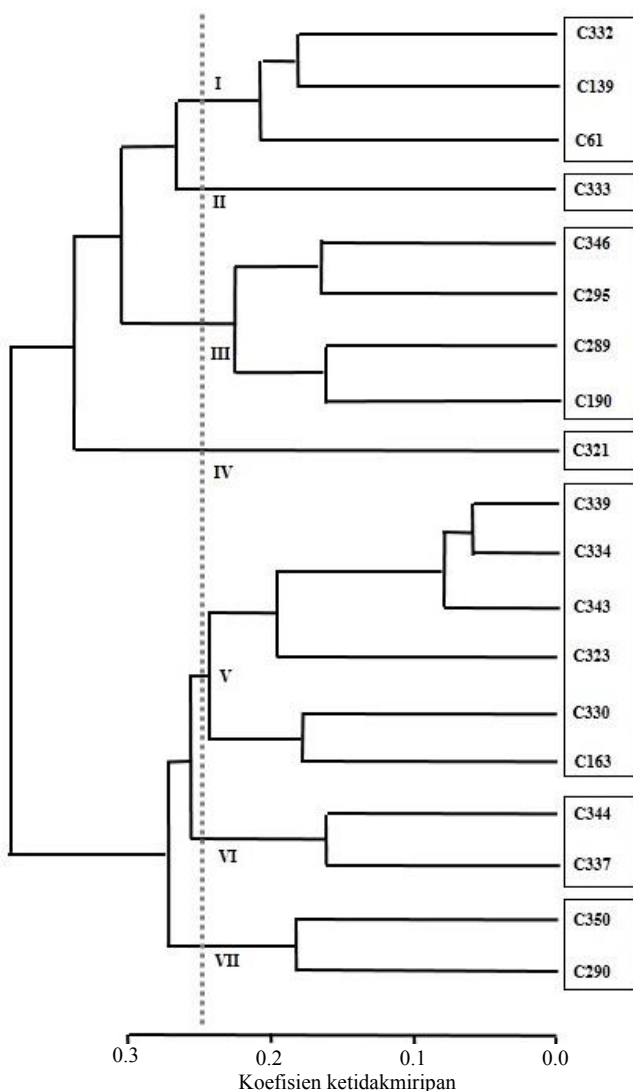 C332
I
C139
C61
C333
II
C346
C295
III
C289
C190
C321
IV
C339
C334
C343
C323
V
C330
C163
C344
VI
C337
C350
VII
C290
0.3 0.2 0.1 0.0
Koefisien ketidakmiripan